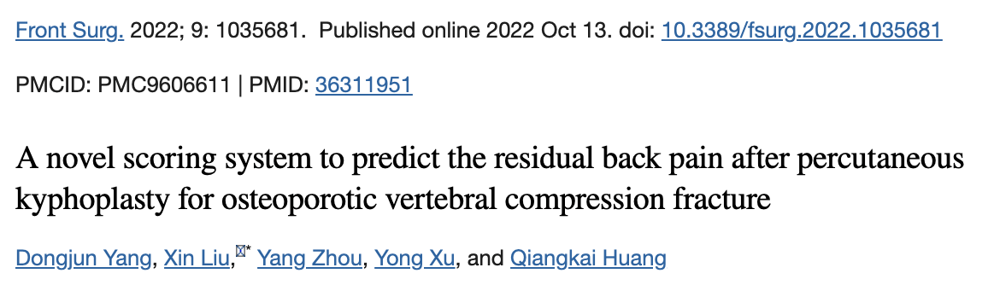 Front Surg. 2022; 9: 1035681. Published online 2022 Oct 13. doi: 10.3389/fsurg.2022.1035681
PMCID: PMC9606611 | PMID: 36311951
A novel scoring system to predict the residual back pain after percutaneous
kyphoplasty for osteoporotic vertebral compression fracture
Dongjun Yang, Xin Liu,* Yang Zhou, Yong Xu, and Qiangkai Huang